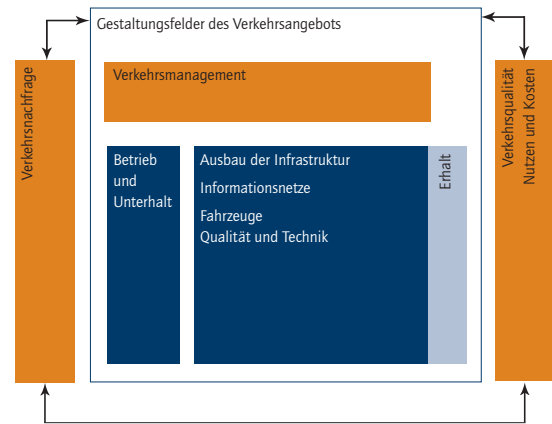 Gestaltungsfelder des Verkehrsangebots
Verkehrsnachfrage
Verkehrsmanagement
Betrieb
und
Unterhalt
Ausbau der Infrastruktur
Informationsnetze
Fahrzeuge
Qualität und Technik
Erhalt
Verkehrsqualität
Nutzen und Kosten